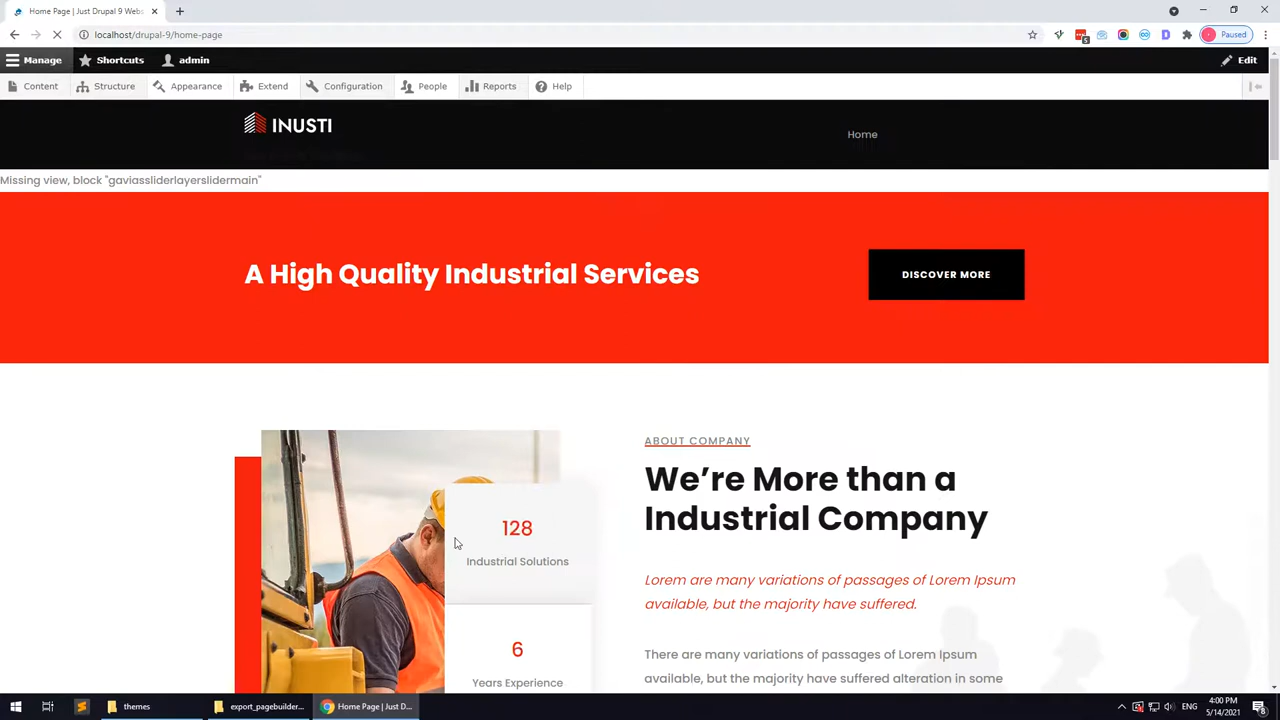 Home Page | Just Drupal 9 Webs
localhost/drupal-9/home-page
5
Paused
Manage
Shortcuts
admin
Edit
Content
Structure
Appearance
Extend
Configuration
People
Reports
Help
INUSTI
Home
Missing view, block "gaviasssliderlayerslidermain"
A High Quality Industrial Services
DISCOVER MORE
128
Industrial Solutions
6
Years Experience
ABOUT COMPANY
We're More than a
Industrial Company
Lorem are many variations of passages of Lorem Ipsum
available, but the majority have suffered.
There are many variations of passages of Lorem Ipsum
available, but the majority have suffered alteration in some
themes
export_pagebuilder...
Home Page | Just D...
ENG
4:00 PM
5/14/2021
8